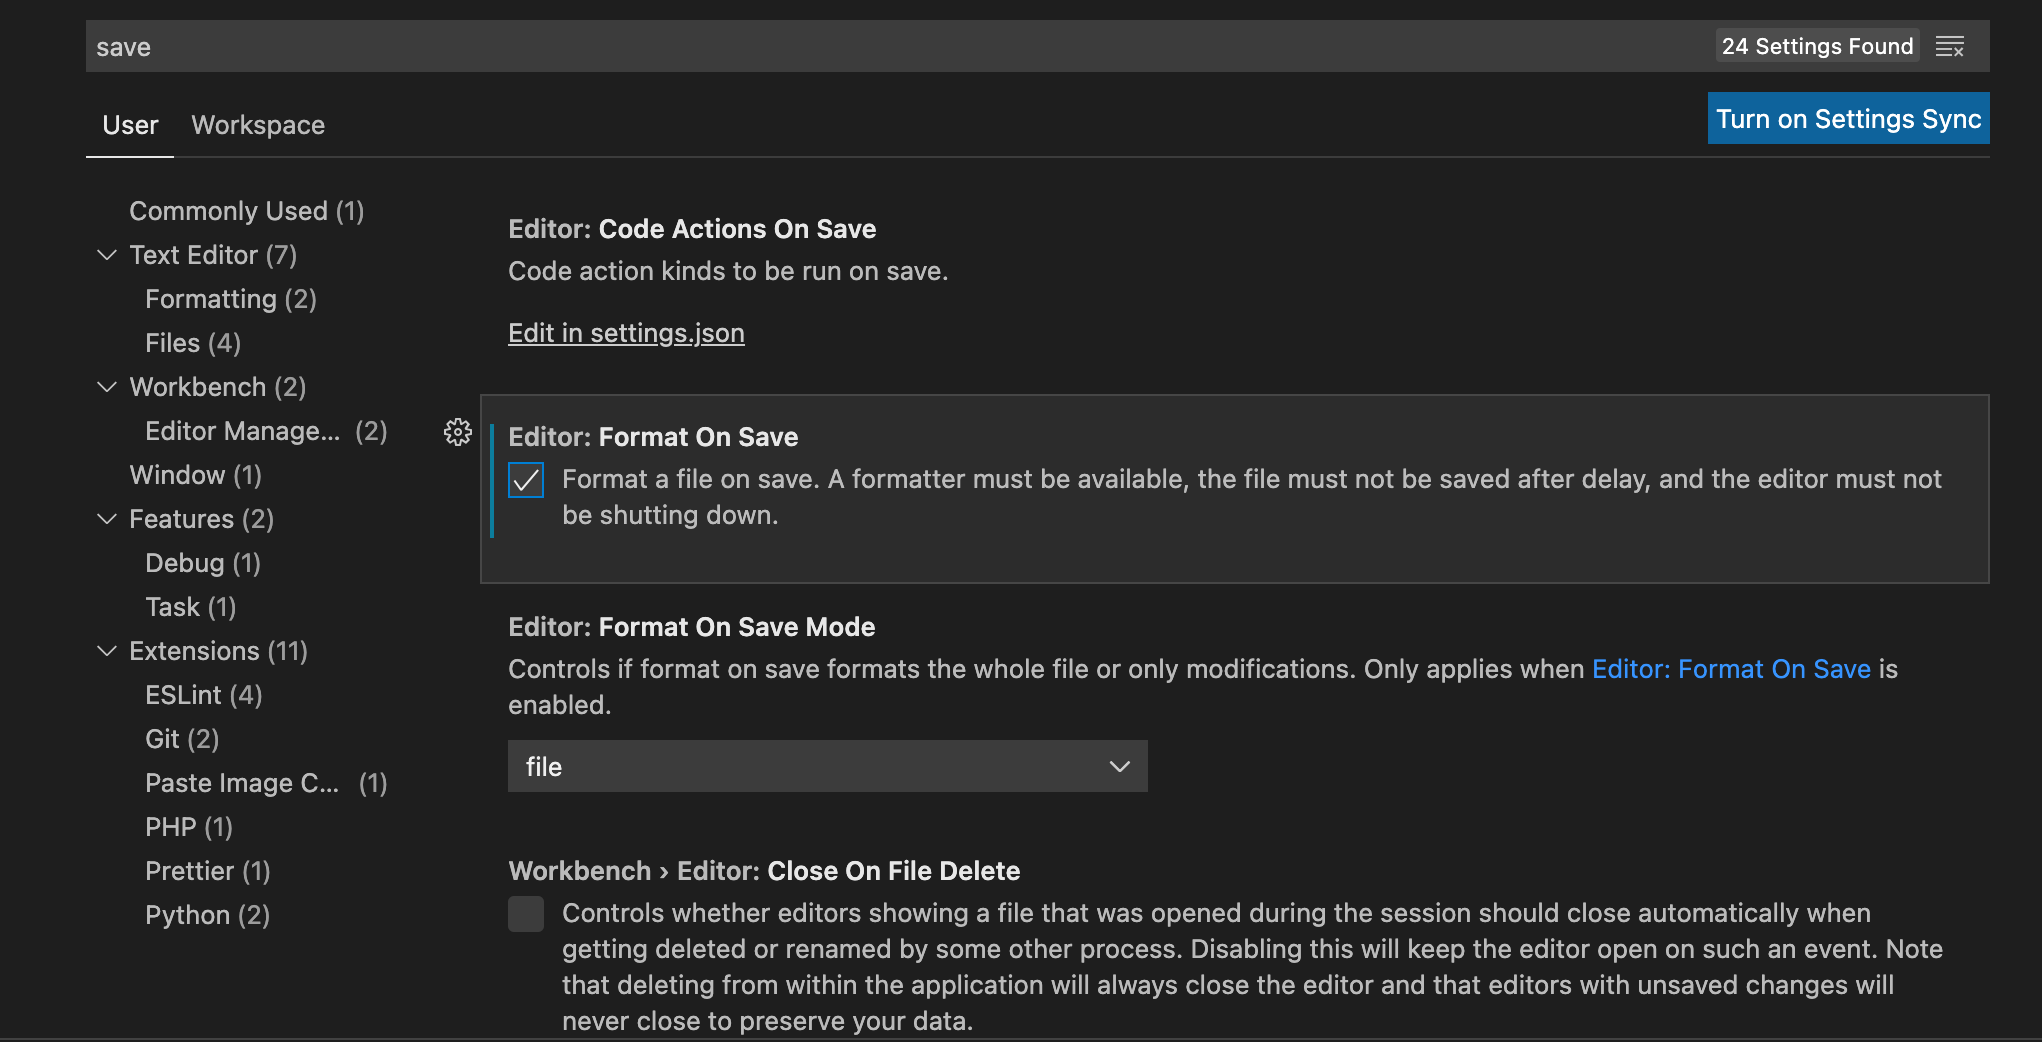 save
24 Settings Found
User
Workspace
Turn on Settings Sync
Commonly Used (1)
Text Editor (7)
Formatting (2)
Files (4)
Workbench (2)
Editor Manage... (2)
Window (1)
Features (2)
Debug (1)
Task (1)
Extensions (11)
ESLint (4)
Git (2)
Paste Image C... (1)
PHP (1)
Prettier (1)
Python (2)
Editor: Code Actions On Save
Code action kinds to be run on save.
Edit in settings.json
Editor: Format On Save
Format a file on save. A formatter must be available, the file must not be saved after delay, and the editor must not
be shutting down.
Editor: Format On Save Mode
Controls if format on save formats the whole file or only modifications. Only applies when Editor: Format On Save is
enabled.
file
Workbench › Editor: Close On File Delete
Controls whether editors showing a file that was opened during the session should close automatically when
getting deleted or renamed by some other process. Disabling this will keep the editor open on such an event. Note
that deleting from within the application will always close the editor and that editors with unsaved changes will
never close to preserve your data.